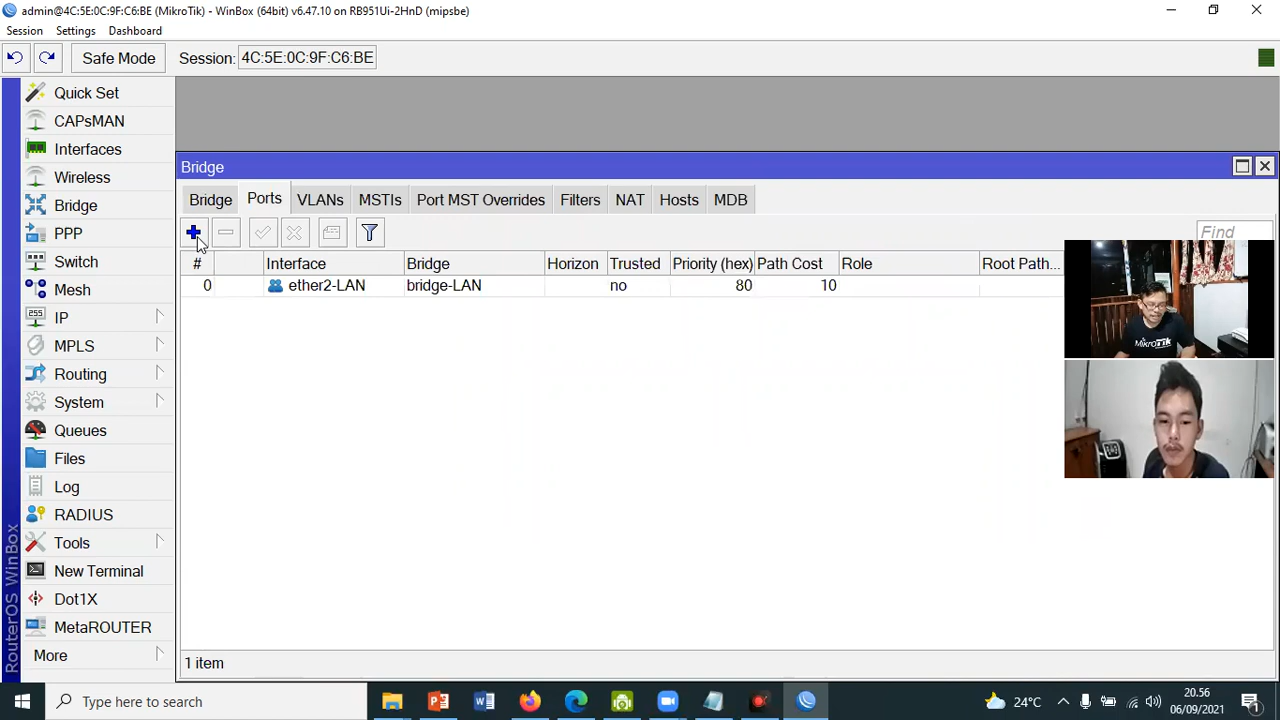 admin@4C:5E:0C:9F:C6:BE (MikroTik) - WinBox (64bit) v6.47.10 on RB951Ui-2HnD (mipsbe)
Session Settings Dashboard
Safe Mode Session: 4C:5E:0C:9F:C6:BE
Quick Set
CAPsMAN
Interfaces
Wireless
Bridge
PPP
Switch
Mesh
255 IP
MPLS
Routing
System
Queues
Files
Log
RADIUS
Tools
New Terminal
Dot1X
MetaROUTER
More
RouterOS WinBox
Bridge
Bridge Ports VLANs MSTIs Port MST Overrides Filters NAT Hosts MDB
Find
# Interface Bridge Horizon Trusted Priority (hex) Path Cost Role Root Path...
0 ether2-LAN bridge-LAN no 80 10
MikroTik
1 item
Type here to search
24°C
20.56
06/09/2021
1